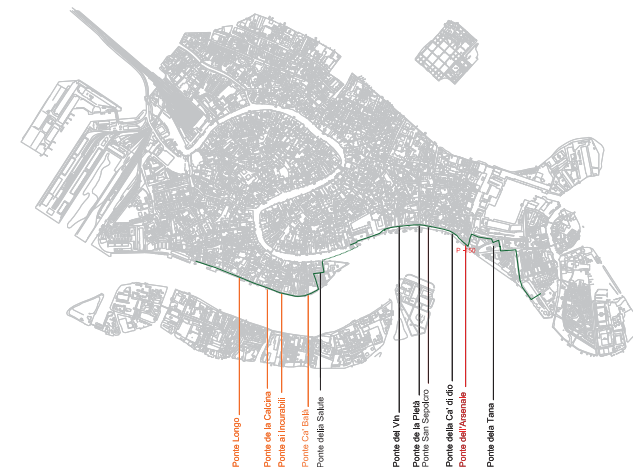 P -150
Ponte Longo
Ponte de la Calcina
Ponte ai Incurabili
Ponte Ca' Balà
Ponte della Salute
Ponte del Vin
Ponte de la Pietà
Ponte San Sepolcro
Ponte della Ca' di dio
Ponte dell'Arsenale
Ponte dela Tana